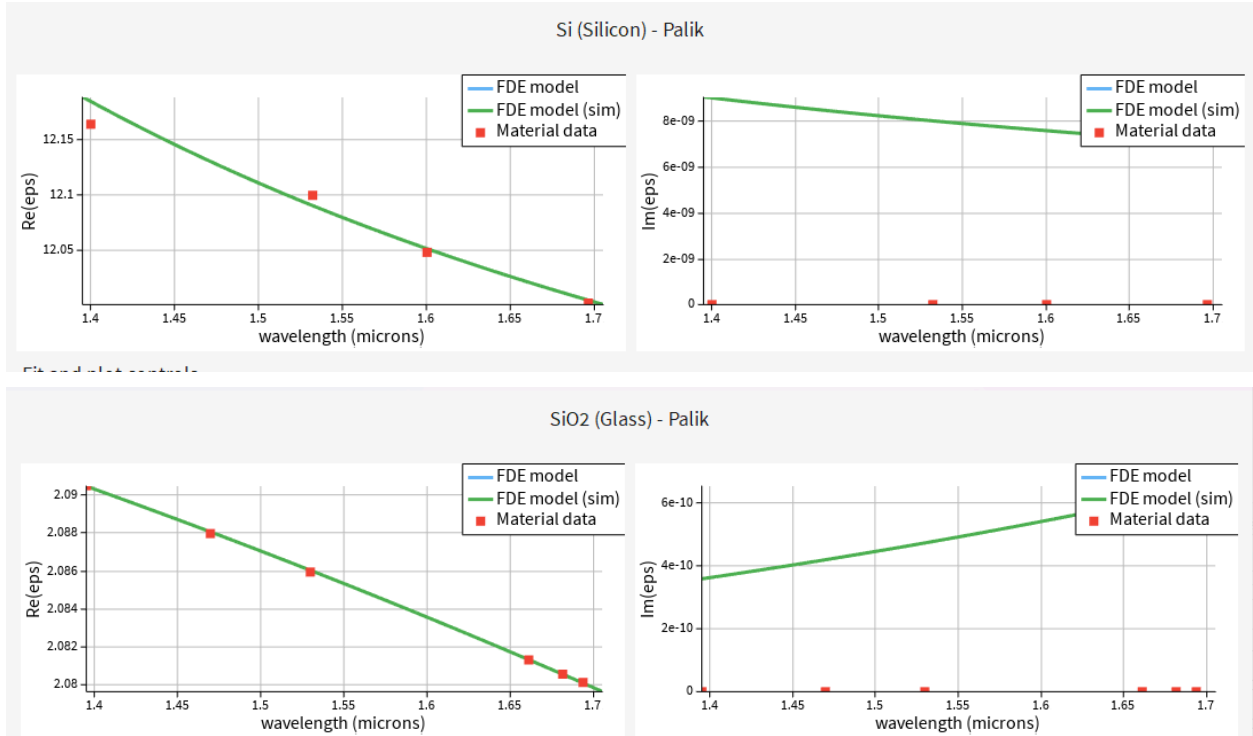 Si (Silicon) - Palik
FDE model
FDE model (sim)
Material data
12.15
12.1
12.05
Re(eps)
1.4 1.45 1.5 1.55 1.6 1.65 1.7
wavelength (microns)
FDE model
FDE model (sim)
Material data
8e-09
6e-09
4e-09
2e-09
0
Im(eps)
1.4 1.45 1.5 1.55 1.6 1.65 1.7
wavelength (microns)
Fit and plot controls
SiO2 (Glass) - Palik
FDE model
FDE model (sim)
Material data
2.09
2.088
2.086
2.084
2.082
2.08
Re(eps)
1.4 1.45 1.5 1.55 1.6 1.65 1.7
wavelength (microns)
FDE model
FDE model (sim)
Material data
6e-10
4e-10
2e-10
0
Im(eps)
1.4 1.45 1.5 1.55 1.6 1.65 1.7
wavelength (microns)